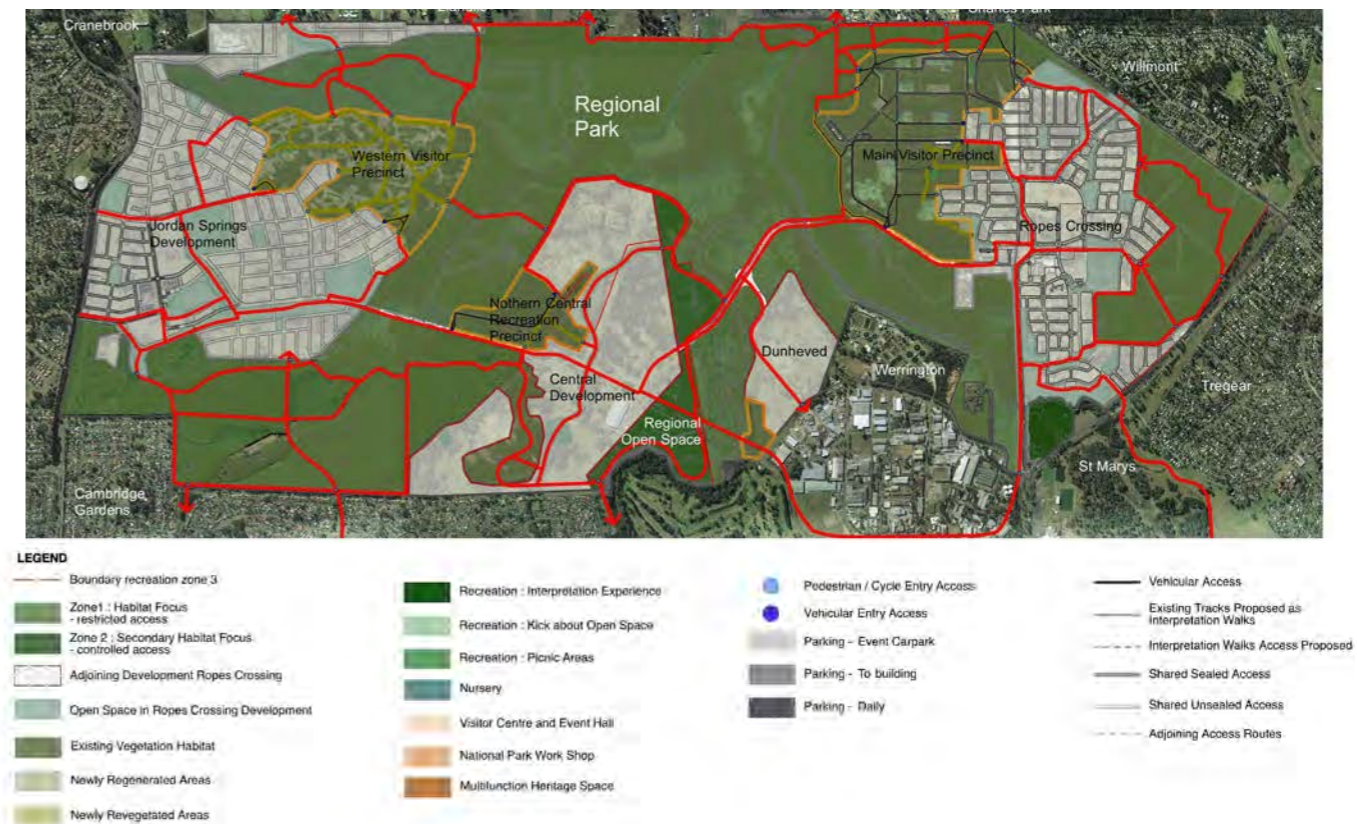 Cranebrook
Willmont
Regional
Park
Western Visitor
Precinct
Main Visitor Precinct
Jordan Springs
Development
Ropes Crossing
Nothern Central
Recreation
Precinct
Dunheved
Werrington
Central
Development
Tregear
Regional
Open Space
St Marys
Cambridge
Gardens
LEGEND
Boundary recreation zone 3
Zone1 : Habitat Focus
- restricted access
Zone 2 : Secondary Habitat Focus
- controlled access
Adjoining Development Ropes Crossing
Open Space in Ropes Crossing Development
Existing Vegetation Habitat
Newly Regenerated Areas
Newly Revegetated Areas
Recreation : Interpretation Experience
Recreation : Kick about Open Space
Recreation : Picnic Areas
Nursery
Visitor Centre and Event Hall
National Park Work Shop
Multifunction Heritage Space
Pedestrian / Cycle Entry Access
Vehicular Entry Access
Parking - Event Carpark
Parking - To building
Parking - Daily
Vehicular Access
Existing Tracks Proposed as
Interpretation Walks
Interpretation Walks Access Proposed
Shared Sealed Access
Shared Unsealed Access
Adjoining Access Routes